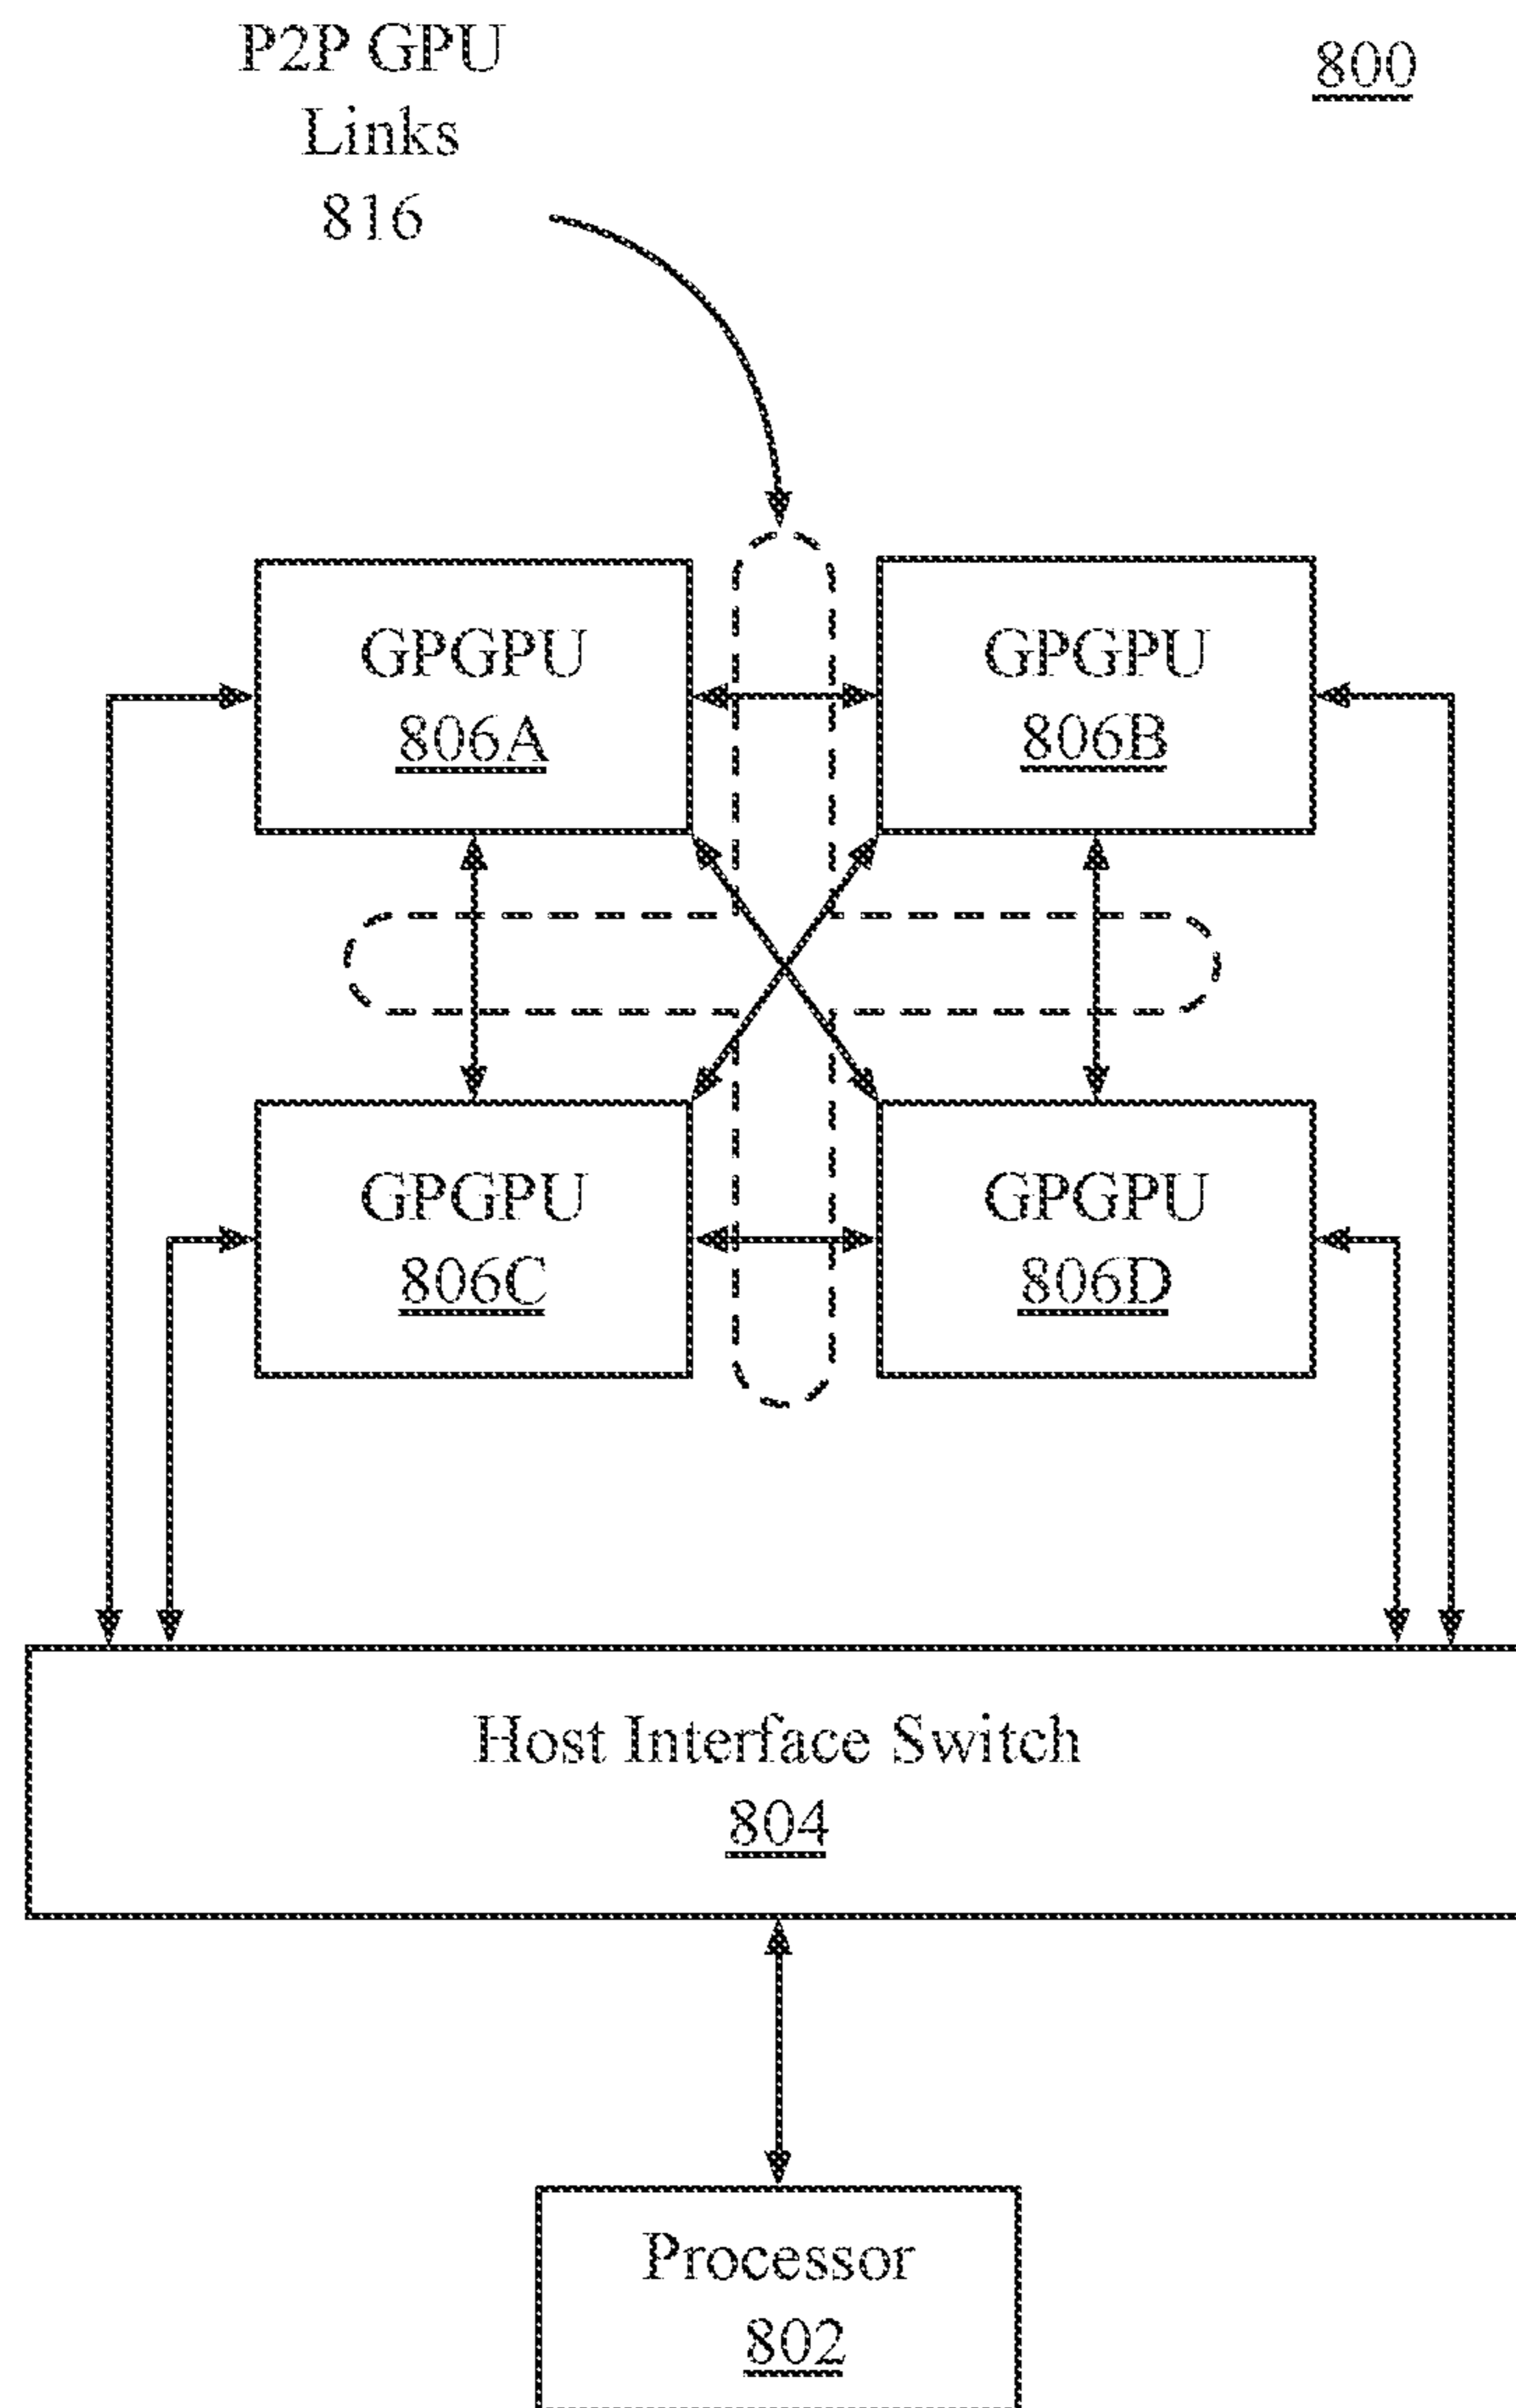 P2P GPU
Links
816
800
GPGPU
806A
GPGPU
806B
GPGPU
806C
GPGPU
806D
Host Interface Switch
804
Processor
802